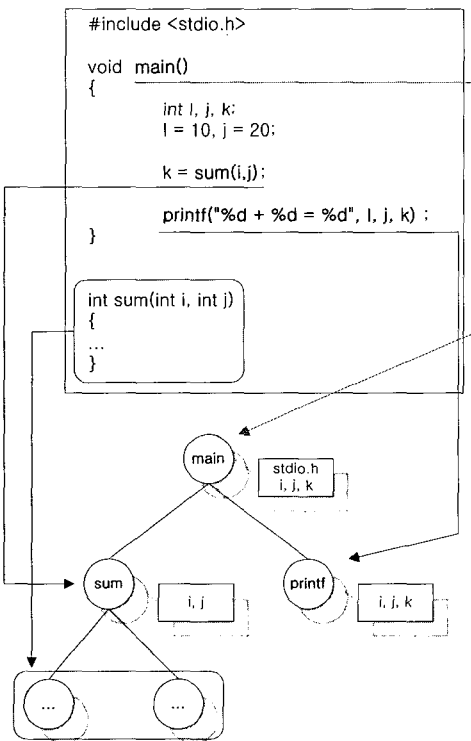 #include <stdio.h>
void main()
{
int I, j, k;
I = 10, j = 20;
k = sum(i,j);
printf("%d + %d = %d", I, j, k) ;
}
int sum(int i, int j)
{
...
}
main
stdio.h
i, j, k
sum
i, j
printf
i, j, k
...
...